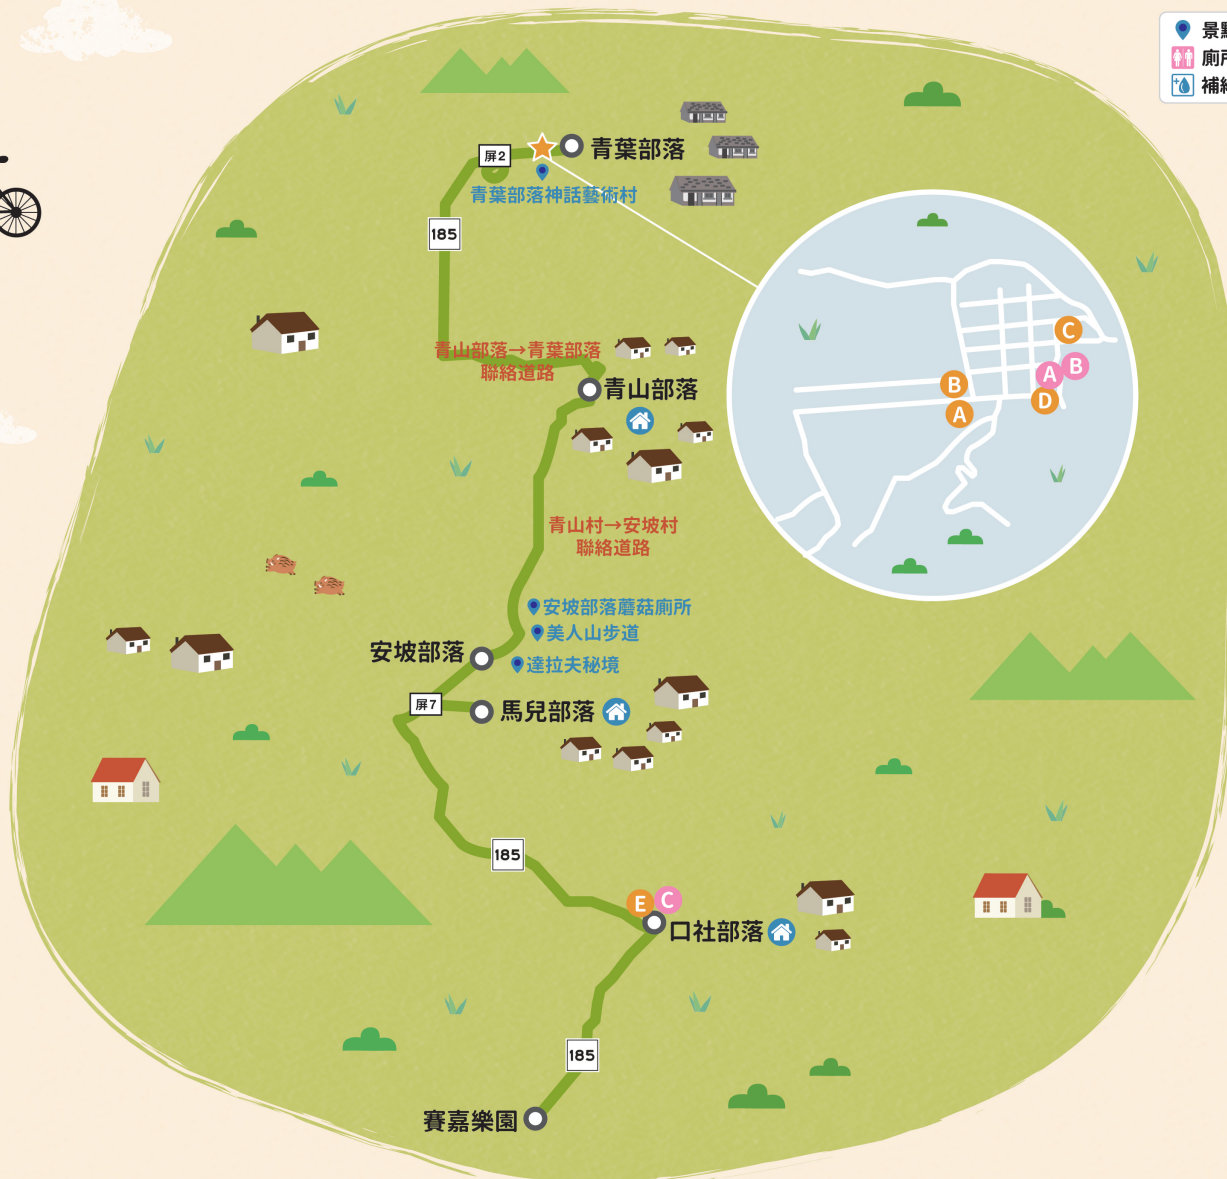 景點
廁所
補給
屏2
青葉部落
青葉部落神話藝術村
185
青山部落→青葉部落
聯絡道路
青山部落
C
B
A
B
A
D
青山村→安坡村
聯絡道路
安坡部落蘑菇廁所
美人山步道
安坡部落
達拉夫秘境
屏7
馬兒部落
185
E
C
口社部落
185
賽嘉樂園